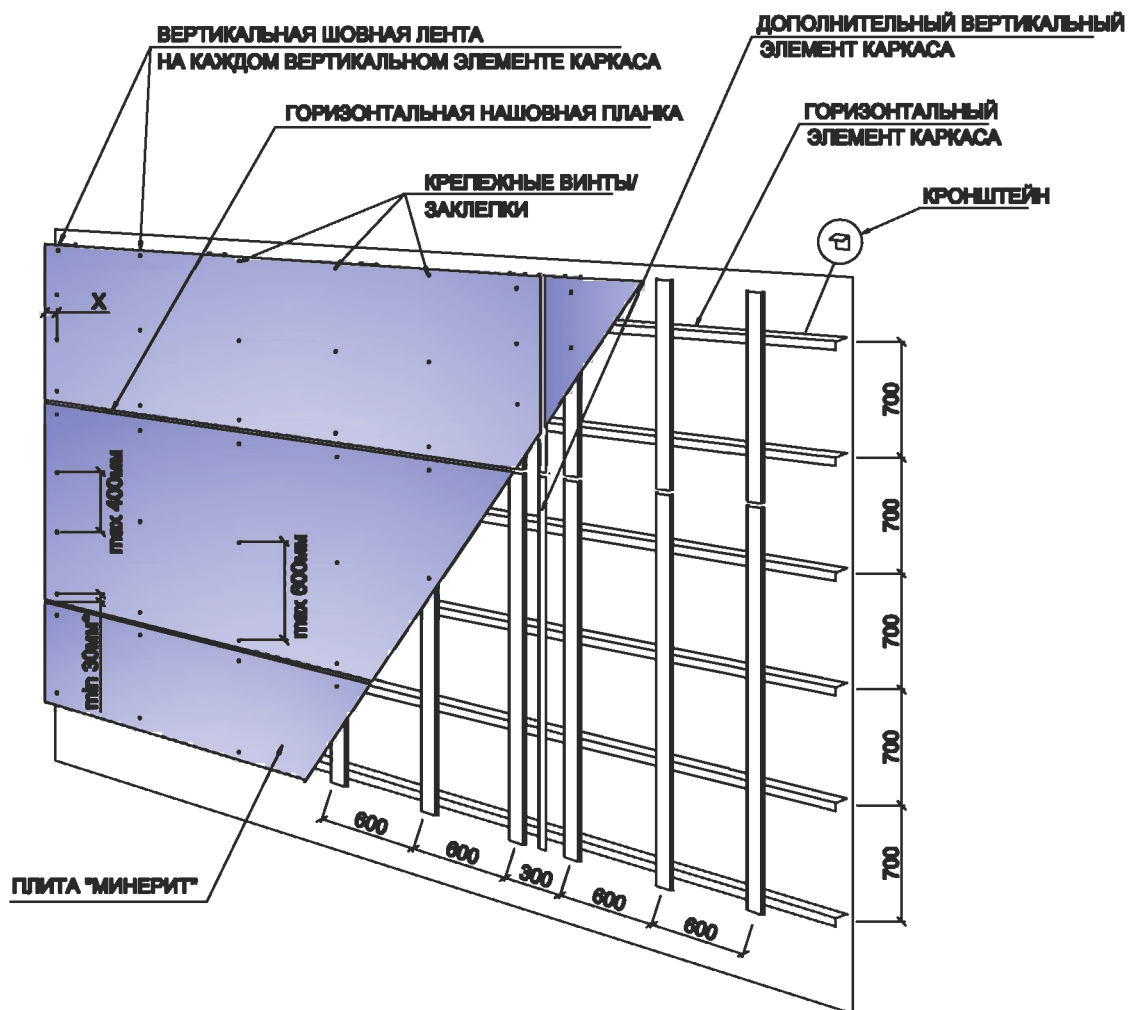 ВЕРТИКАЛЬНАЯ ШОВНАЯ ЛЕНТА
НА КАЖДОМ ВЕРТИКАЛЬНОМ ЭЛЕМЕНТЕ КАРКАСА
ДОПОЛНИТЕЛЬНЫЙ ВЕРТИКАЛЬНЫЙ
ЭЛЕМЕНТ КАРКАСА
ГОРИЗОНТАЛЬНАЯ НАШОВНАЯ ПЛАНКА
ГОРИЗОНТАЛЬНЫЙ
ЭЛЕМЕНТ КАРКАСА
КРЕПЕЖНЫЕ ВИНТЫ/
ЗАКЛЕПКИ
КРОНШТЕЙН
X
700
700
700
700
700
max 400мм
max 600мм
min 30мм
600
600
300
600
600
ПЛИТА "МИНЕРИТ"